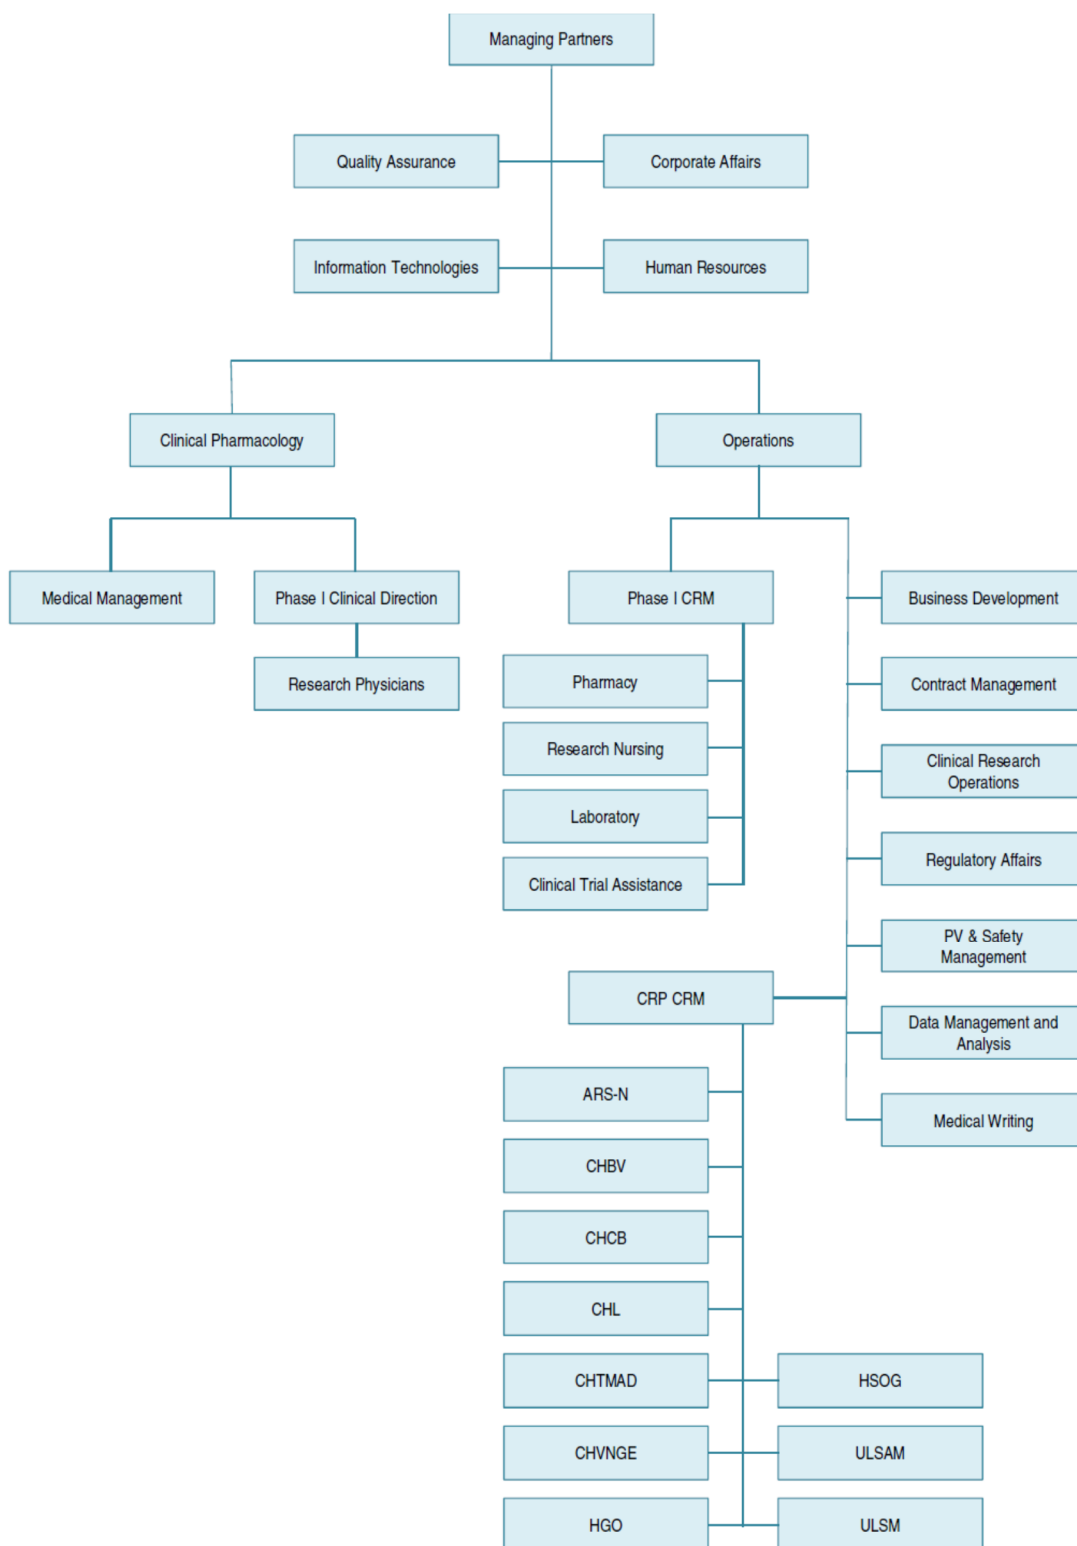 Managing Partners
Quality Assurance
Corporate Affairs
Information Technologies
Human Resources
Clinical Pharmacology
Operations
Medical Management
Phase I Clinical Direction
Phase I CRM
Business Development
Research Physicians
Pharmacy
Contract Management
Research Nursing
Clinical Research
Operations
Laboratory
Regulatory Affairs
Clinical Trial Assistance
PV & Safety
Management
CRP CRM
Data Management and
Analysis
ARS-N
Medical Writing
CHBV
CHCB
CHL
CHTMAD
HSOG
CHVNGE
ULSAM
HGO
ULSM